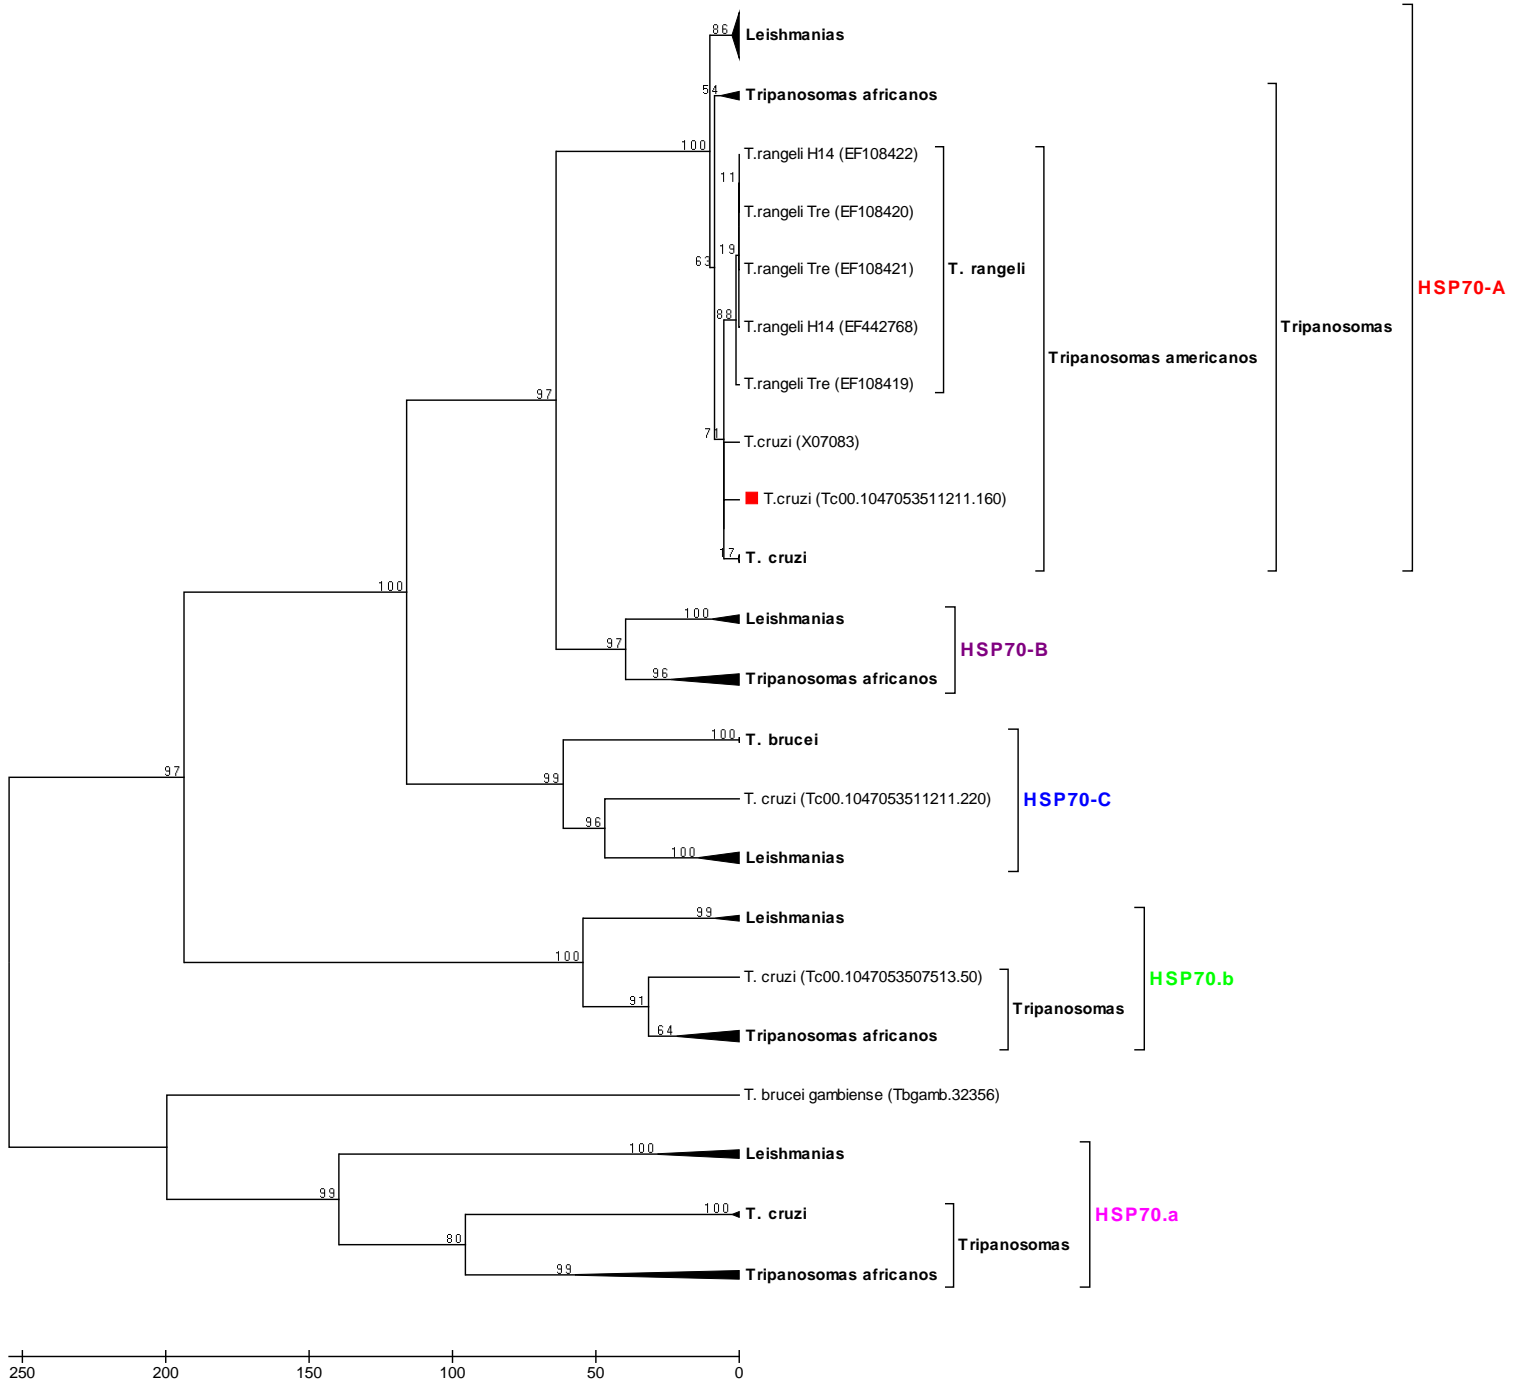 86
Leishmanias
54
Tripanosomas africanos
100
T.rangeli H14 (EF108422)
11
T.rangeli Tre (EF108420)
19
63
T.rangeli Tre (EF108421)
T. rangeli
HSP70-A
88
T.rangeli H14 (EF442768)
Tripanosomas
Tripanosomas americanos
T.rangeli Tre (EF108419)
97
71
T.cruzi (X07083)
T.cruzi (Tc00.1047053511211.160)
17
T. cruzi
100
100
Leishmanias
97
HSP70-B
96
Tripanosomas africanos
100
T. brucei
97
99
T. cruzi (Tc00.1047053511211.220)
HSP70-C
96
100
Leishmanias
99
Leishmanias
100
T. cruzi (Tc00.1047053507513.50)
HSP70.b
91
Tripanosomas
64
Tripanosomas africanos
T. brucei gambiense (Tbgamb.32356)
100
Leishmanias
99
100
T. cruzi
HSP70.a
80
Tripanosomas
99
Tripanosomas africanos
250 200 150 100 50 0